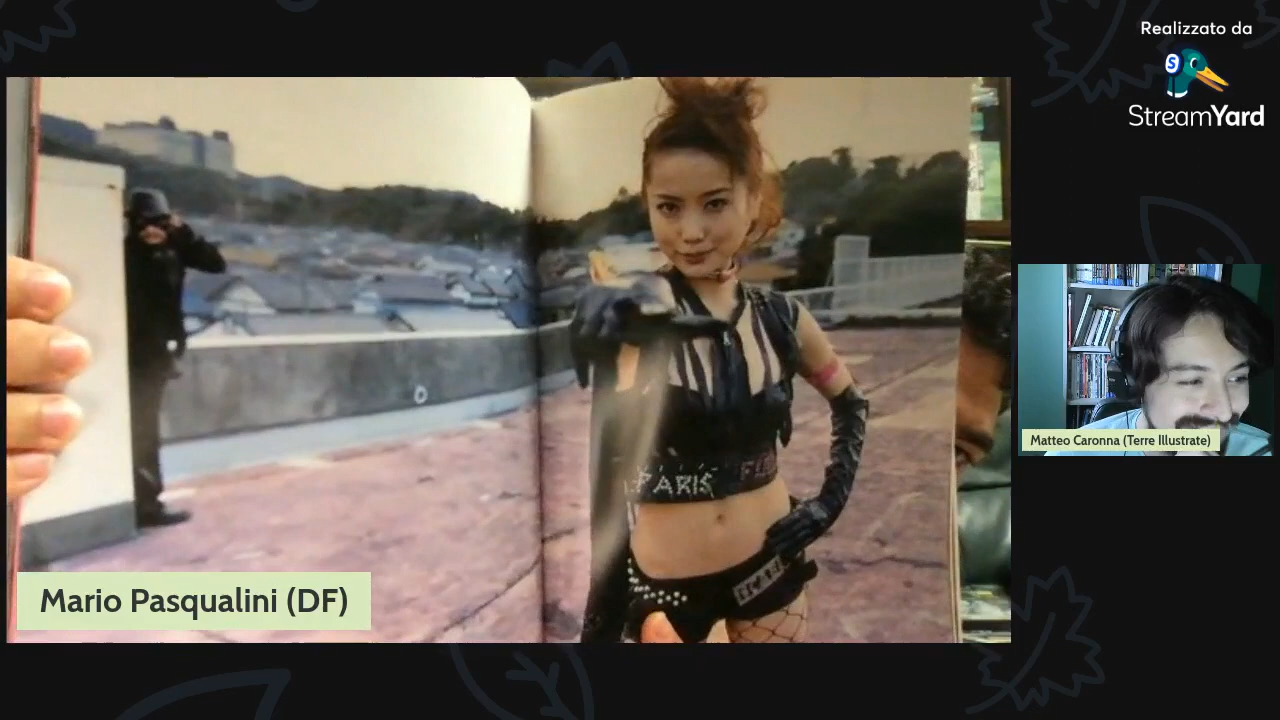 Realizzato da
S
StreamYard
PARIS
Matteo Caronna (Terre Illustrate)
Mario Pasqualini (DF)